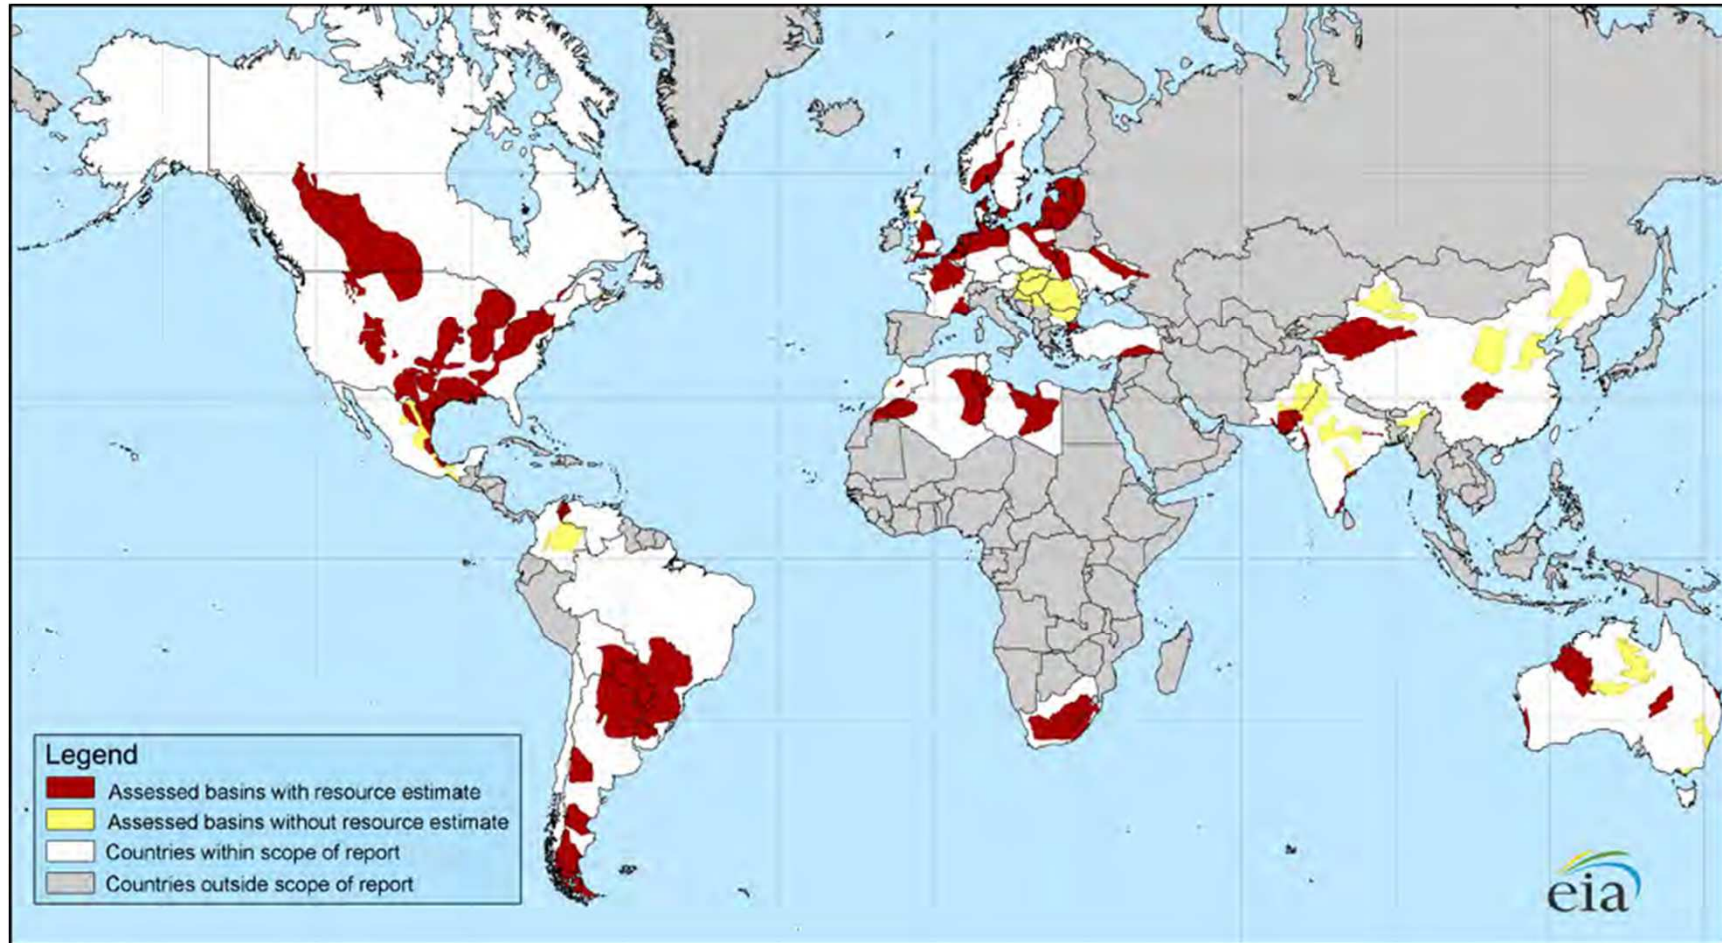 Legend
Assessed basins with resource estimate
Assessed basins without resource estimate
Countries within scope of report
Countries outside scope of report
eia